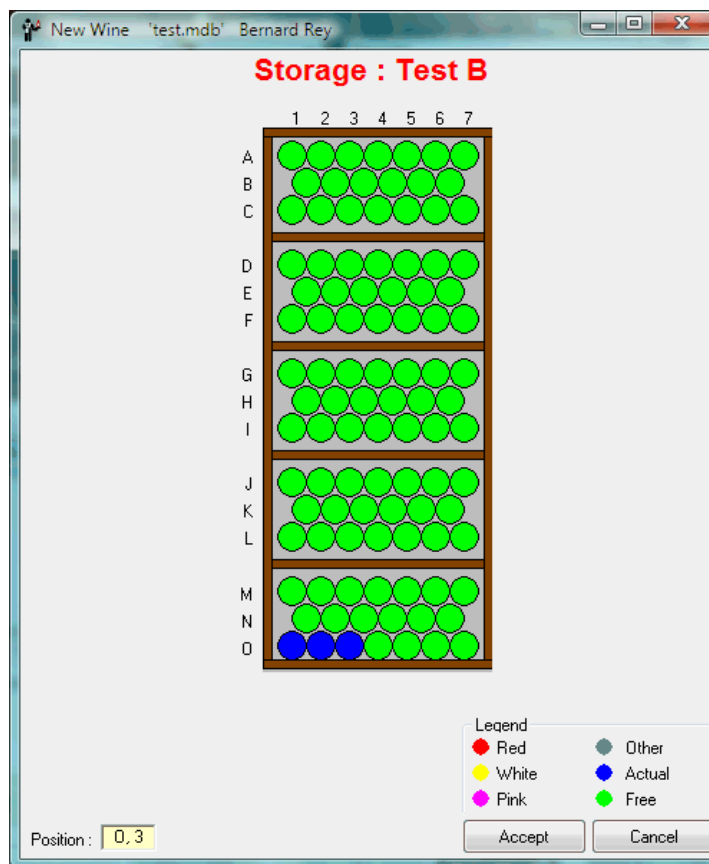 New Wine 'test.mdb' Bernard Rey
Storage : Test B
1 2 3 4 5 6 7
A
B
C
D
E
F
G
H
I
J
K
L
M
N
O
Legend
Red Other
White Actual
Pink Free
Position : O, 3 Accept Cancel